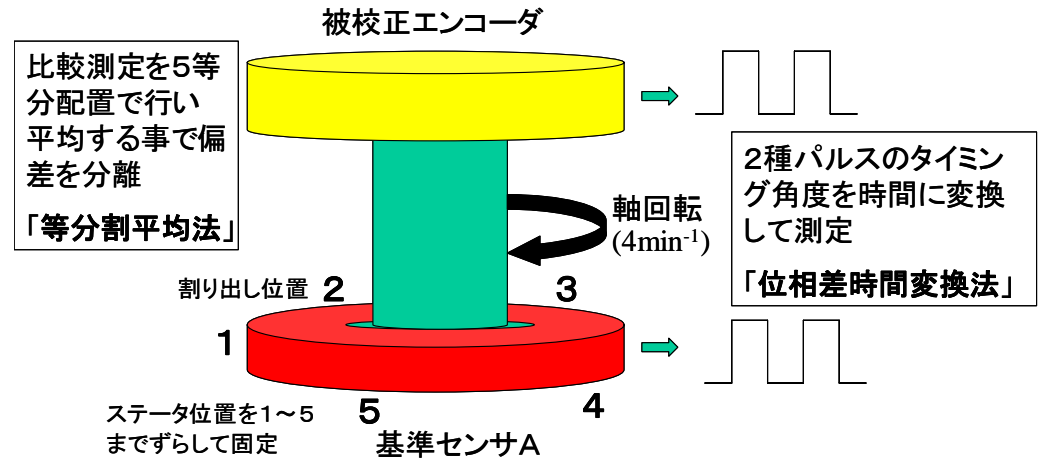 被校正エンコーダ
比較測定を５等
分配置で行い
平均する事で偏
差を分離
「等分割平均法」
２種パルスのタイミン
グ角度を時間に変換
して測定
「位相差時間変換法」
軸回転
(4min-1)
割り出し位置
2
3
1
5
4
ステータ位置を１～５
までずらして固定
基準センサA